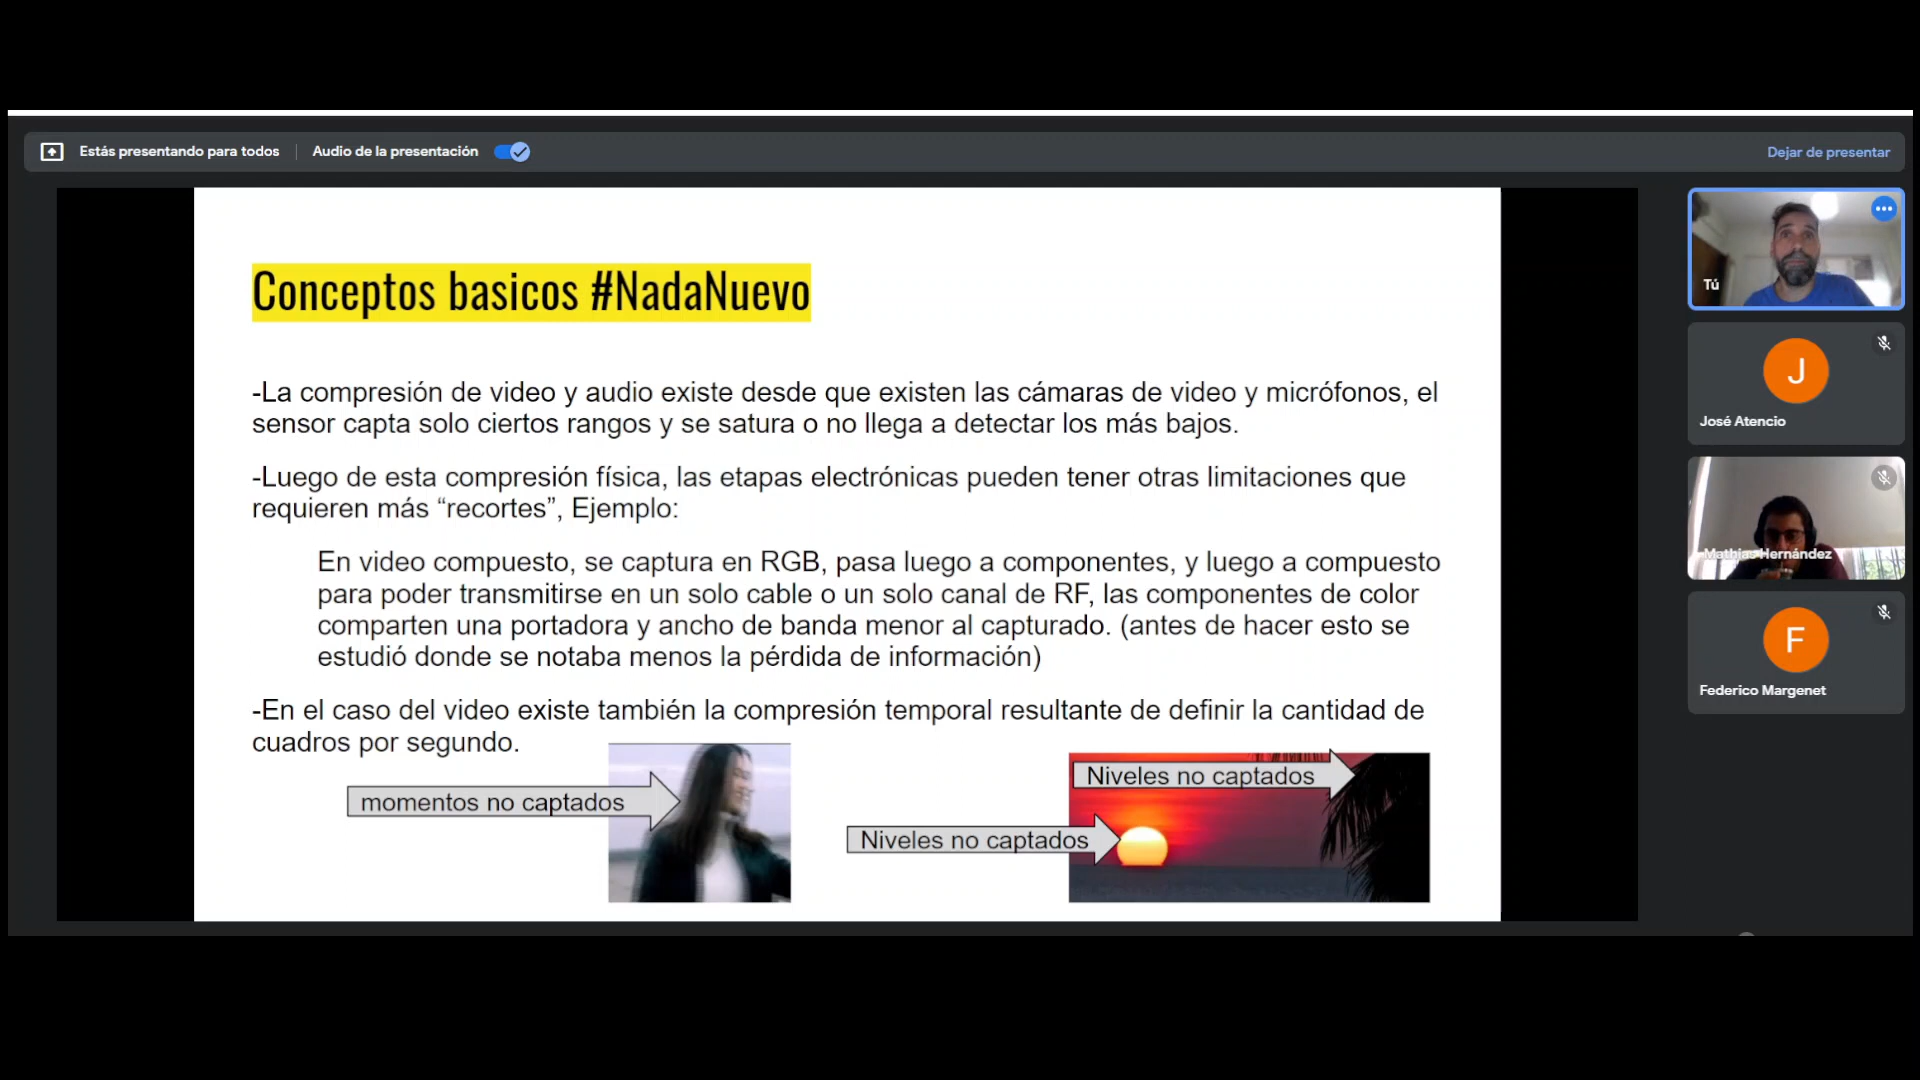 Estás presentando para todos
Audio de la presentación
Dejar de presentar
Conceptos basicos #NadaNuevo
-La compresión de video y audio existe desde que existen las cámaras de video y micrófonos, el
sensor capta solo ciertos rangos y se satura o no llega a detectar los más bajos.
-Luego de esta compresión física, las etapas electrónicas pueden tener otras limitaciones que
requieren más “recortes”, Ejemplo:
En video compuesto, se captura en RGB, pasa luego a componentes, y luego a compuesto
para poder transmitirse en un solo cable o un solo canal de RF, las componentes de color
comparten una portadora y ancho de banda menor al capturado. (antes de hacer esto se
estudió donde se notaba menos la pérdida de información)
-En el caso del video existe también la compresión temporal resultante de definir la cantidad de
cuadros por segundo.
momentos no captados
Niveles no captados
Niveles no captados
Tú
J
José Atencio
Mathias Hernández
F
Federico Margenet